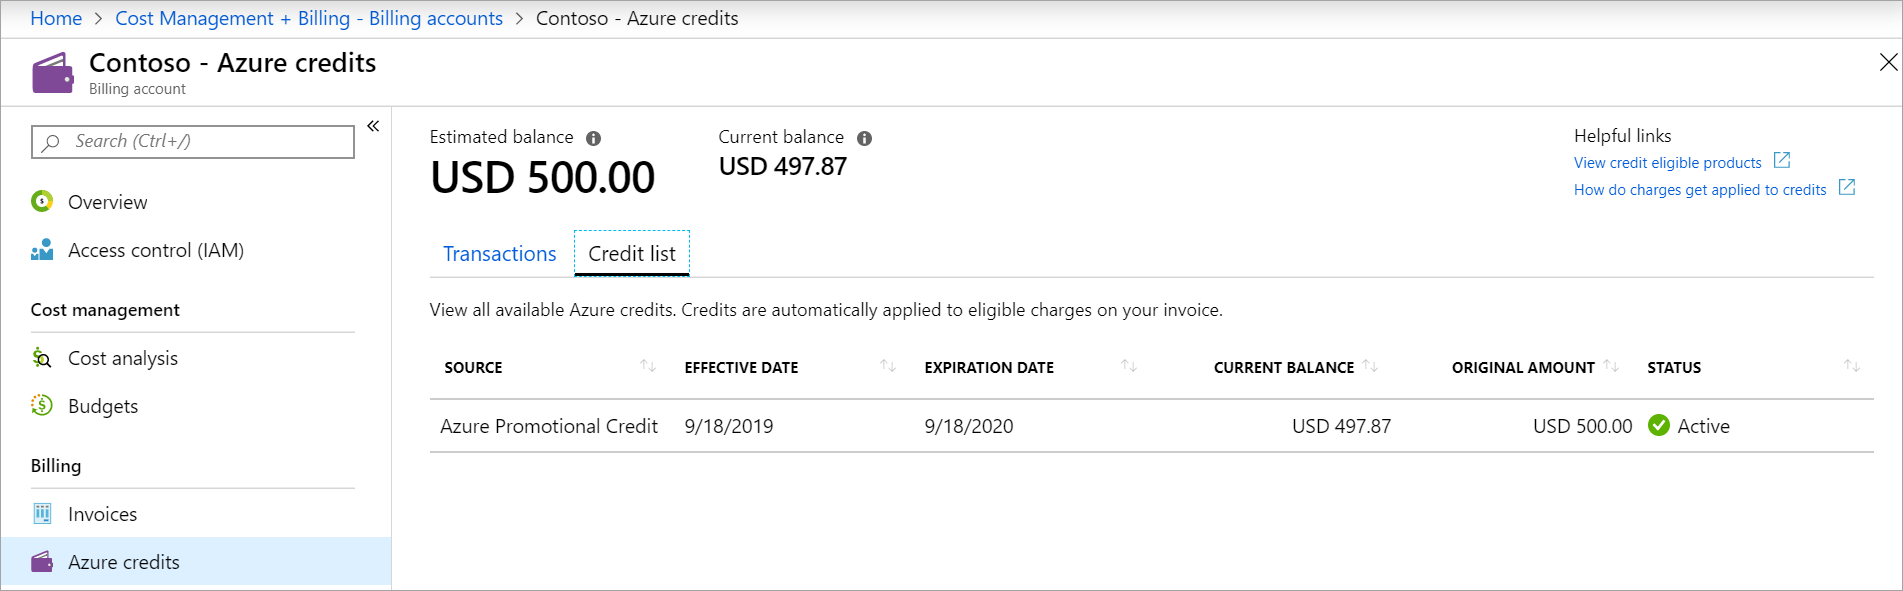 Home > Cost Management + Billing - Billing accounts > Contoso - Azure credits
Contoso - Azure credits
Billing account
Search (Ctrl+/)
«
Overview
Access control (IAM)
Cost management
Cost analysis
Budgets
Billing
Invoices
Azure credits
Estimated balance
USD 500.00
Current balance
USD 497.87
Helpful links
View credit eligible products
How do charges get applied to credits
Transactions Credit list
View all available Azure credits. Credits are automatically applied to eligible charges on your invoice.
SOURCE EFFECTIVE DATE EXPIRATION DATE CURRENT BALANCE ORIGINAL AMOUNT STATUS
Azure Promotional Credit 9/18/2019 9/18/2020 USD 497.87 USD 500.00 Active